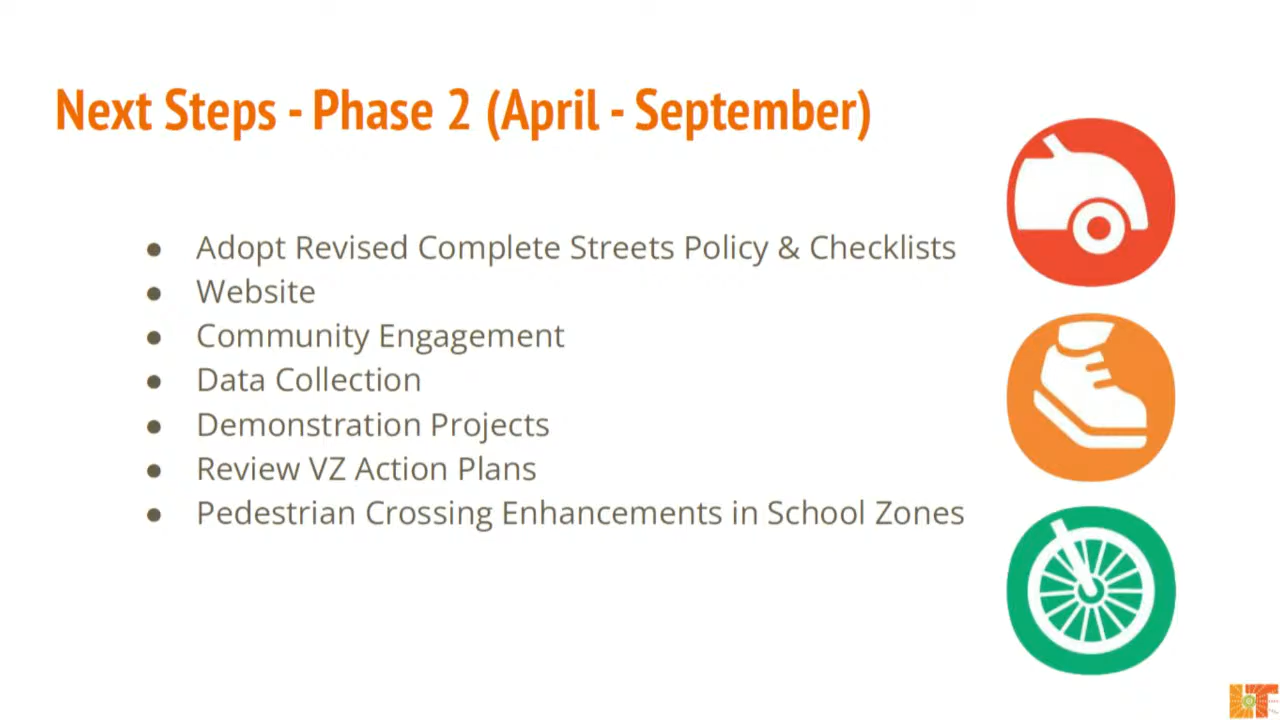 Next Steps - Phase 2 (April - September)
● Adopt Revised Complete Streets Policy & Checklists
● Website
● Community Engagement
● Data Collection
● Demonstration Projects
● Review VZ Action Plans
● Pedestrian Crossing Enhancements in School Zones